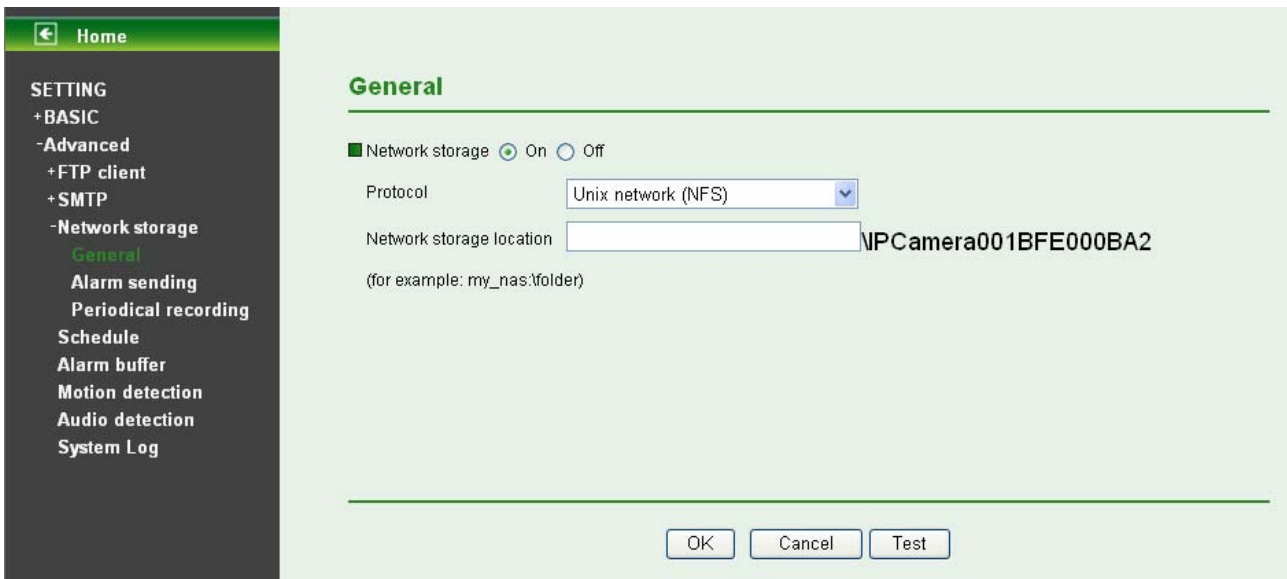 Home
SETTING
+BASIC
-Advanced
+FTP client
+SMTP
-Network storage
General
Alarm sending
Periodical recording
Schedule
Alarm buffer
Motion detection
Audio detection
System Log
General
Network storage On Off
Protocol Unix network (NFS)
Network storage location \IPCamera001BFE000BA2
(for example: my_nas:\folder)
OK Cancel Test